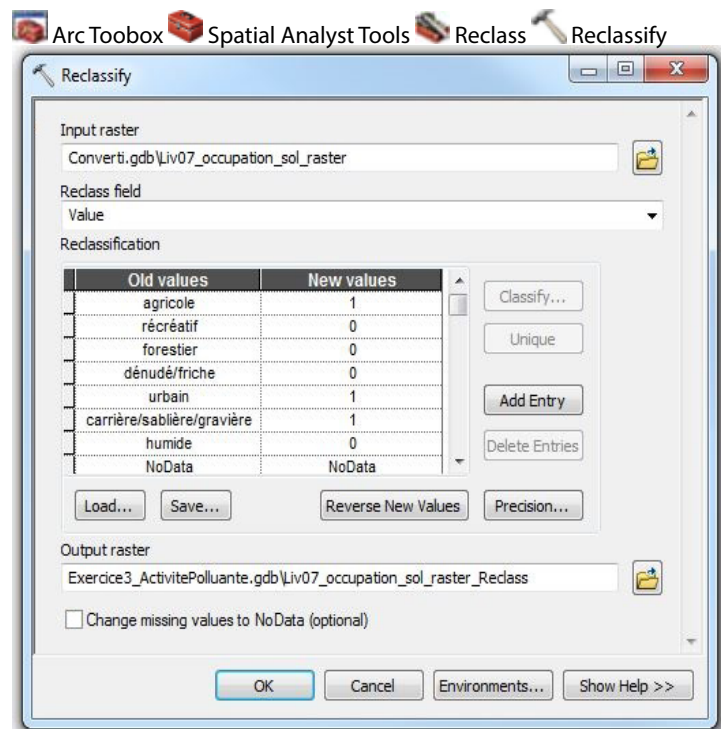 Arc Toobox Spatial Analyst Tools Reclass Reclassify
Reclassify
Input raster
Converti.gdb\Liv07_occupation_sol_raster
Reclass field
Value
Reclassification
Old values New values
agricole 1
récréatif 0
forestier 0
dénudé/friche 0
urbain 1
carrière/sablière/gravière 1
humide 0
NoData NoData
Classify...
Unique
Add Entry
Delete Entries
Load... Save... Reverse New Values Precision...
Output raster
Exercice3_ActivitePolluante.gdb\Liv07_occupation_sol_raster_Reclass
Change missing values to NoData (optional)
OK Cancel Environments... Show Help >>